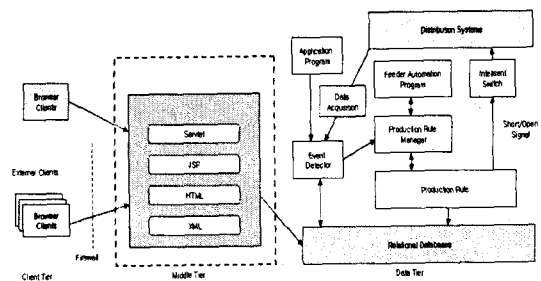 Distribution Systems
Application
Program
Feeder Automation
Program
Intelligent
Switch
Browser
Clients
Data
Acquisition
Servlet
Production Rule
Manager
Short/Open
Signal
Event
Detector
JSP
External Clients
HTML
Production Rule
Browser
Clients
XML
Relational Databases
Firewall
Client Tier
Middle Tier
Data Tier